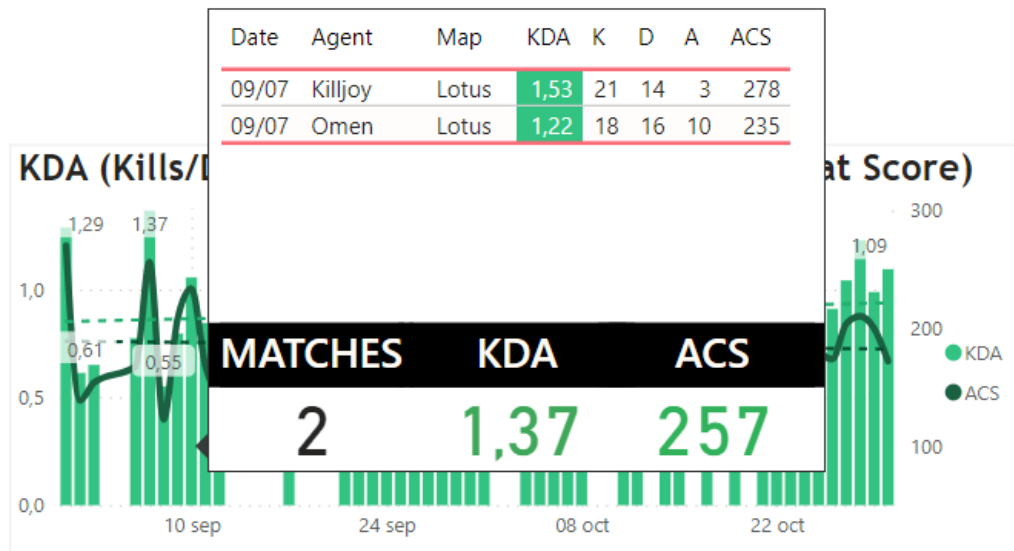 Date Agent Map KDA K D A ACS
09/07 Killjoy Lotus 1,53 21 14 3 278
09/07 Omen Lotus 1,22 18 16 10 235
KDA (Kills/D
at Score)
1,29 1,37
300
1,09
1,0
200
0,61 0,55
MATCHES KDA ACS
KDA
0,5
ACS
2 1,37 257
100
0,0
10 sep 24 sep 08 oct 22 oct